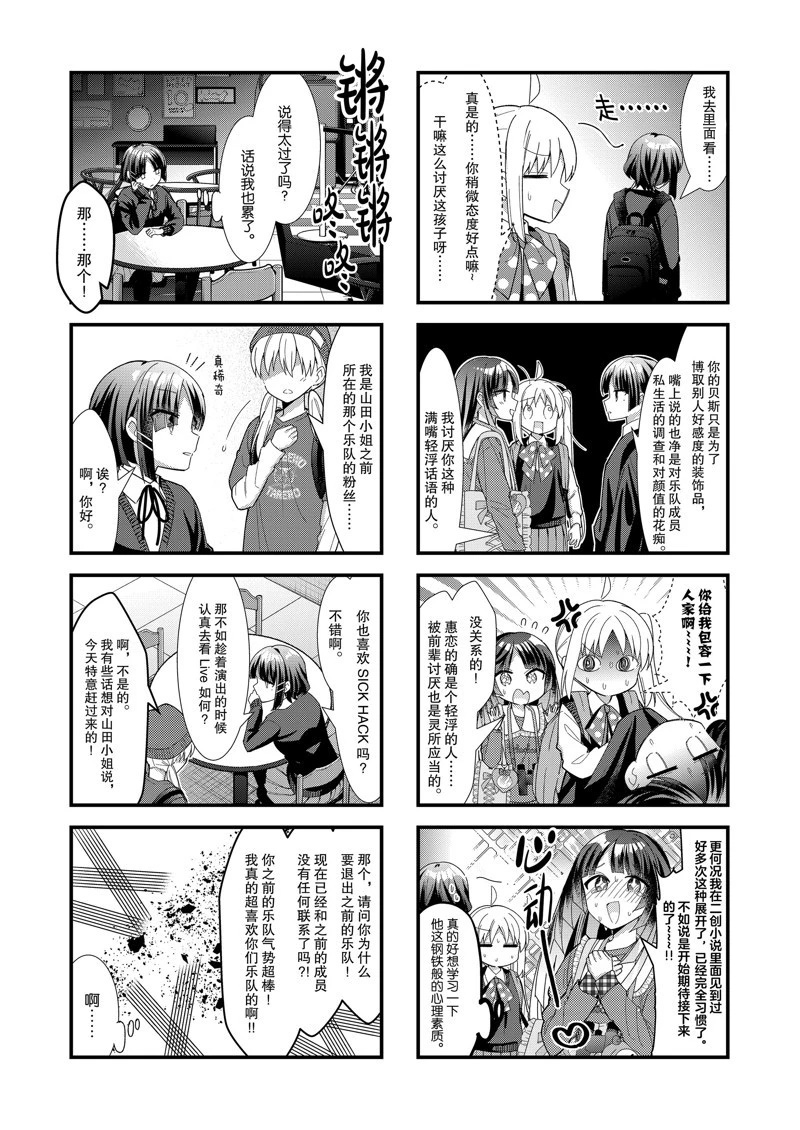 我去里面看……
走……
真是的……你稍微态度好点嘛~
干嘛这么讨厌这孩子呀……
你的贝斯只是为了
博取别人好感度的装饰品，
嘴上说的也净是对乐队成员
私生活的调查和对颜值的花痴。
我讨厌你这种
满嘴轻浮话语的人。
你给我包容一下
人家啊~~~!
没关系的！
惠恋的确是个轻浮的人……
被前辈讨厌也是灵所应当的。
更何况我在二创小说里面见到过
好多次这种展开了，已经完全习惯了。
不如说是开始期待接下来
的了~~~!!
心动
真的好想学习一下
他这钢铁般的心理素质。
锵锵锵
咚咚
说得太过了吗？
话说我也累了。
那……那个！
我是山田小姐之前
所在的那个乐队的粉丝……
真稀奇
诶？
啊，你好。
你也喜欢 SICK HACK 吗？
不错啊。
那不如趁着演出的时候
认真去看 Live 如何？
啊，不是的。
我有些话想对山田小姐说，
今天特意赶过来的！
那个，请问你为什么
要退出之前的乐队！
现在已经和之前的成员
没有任何联系了吗?!
你之前的乐队气势超棒！
我真的超喜欢你们乐队的啊!!
啊……